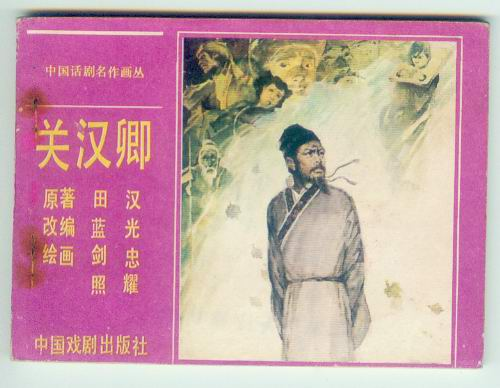 中国话剧名作画丛
关汉卿
原著 田 汉
改编 蓝 光
绘画 剑 忠
照 耀
中国戏剧出版社